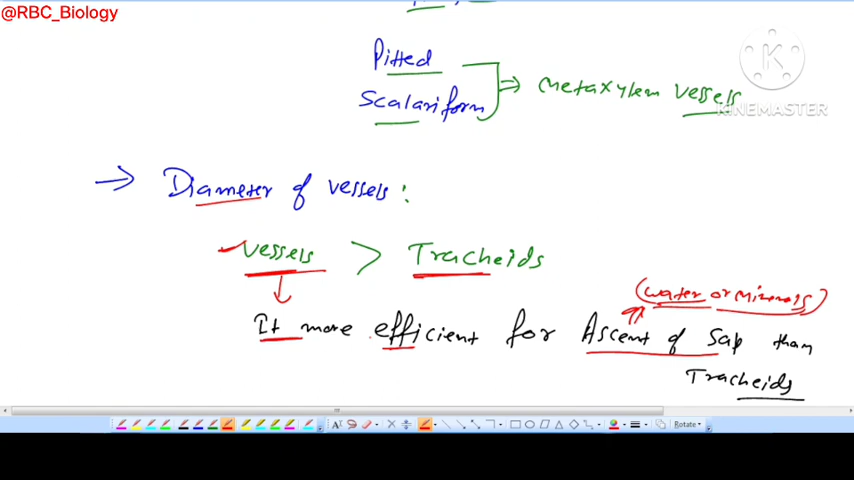 @RBC_Biology
Pitted
Scalariform ⇒ Metaxylem vessels
K
KINEMASTER
→ Diameter of vessels:
vessels > Tracheids
(water or minerals)
It more efficient for Ascent of Sap than
Tracheids
Rotate